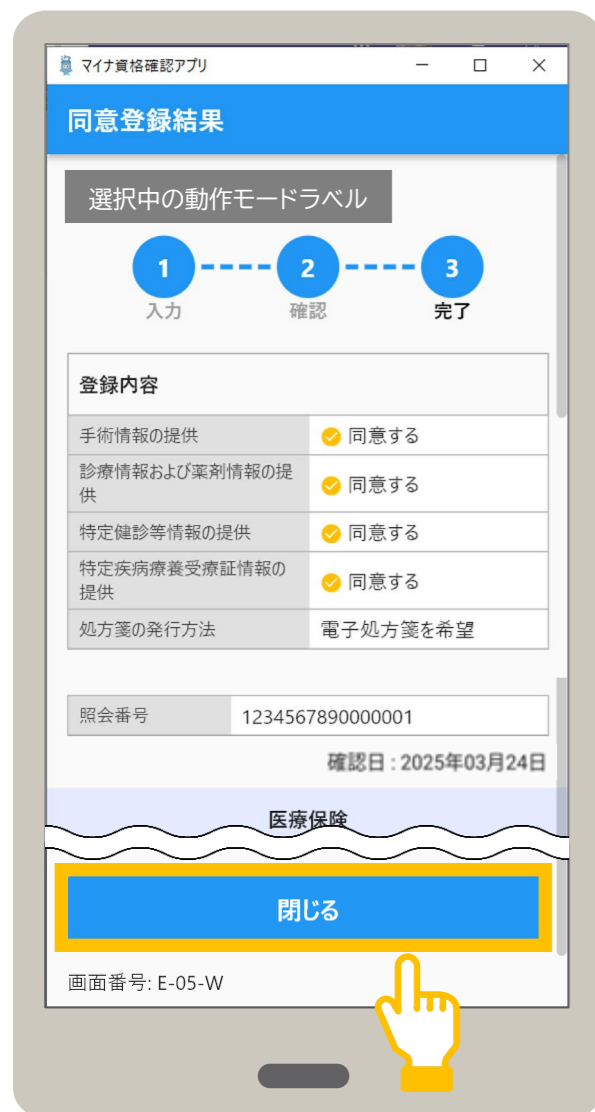 マイナ資格確認アプリ
同意登録結果
選択中の動作モードラベル
1 2 3
入力 確認 完了
登録内容
手術情報の提供 同意する
診療情報および薬剤情報の提
供 同意する
特定健診等情報の提供 同意する
特定疾病療養受療証情報の
提供 同意する
処方箋の発行方法 電子処方箋を希望
照会番号 1234567890000001
確認日 : 2025年03月24日
医療保険
閉じる
画面番号: E-05-W